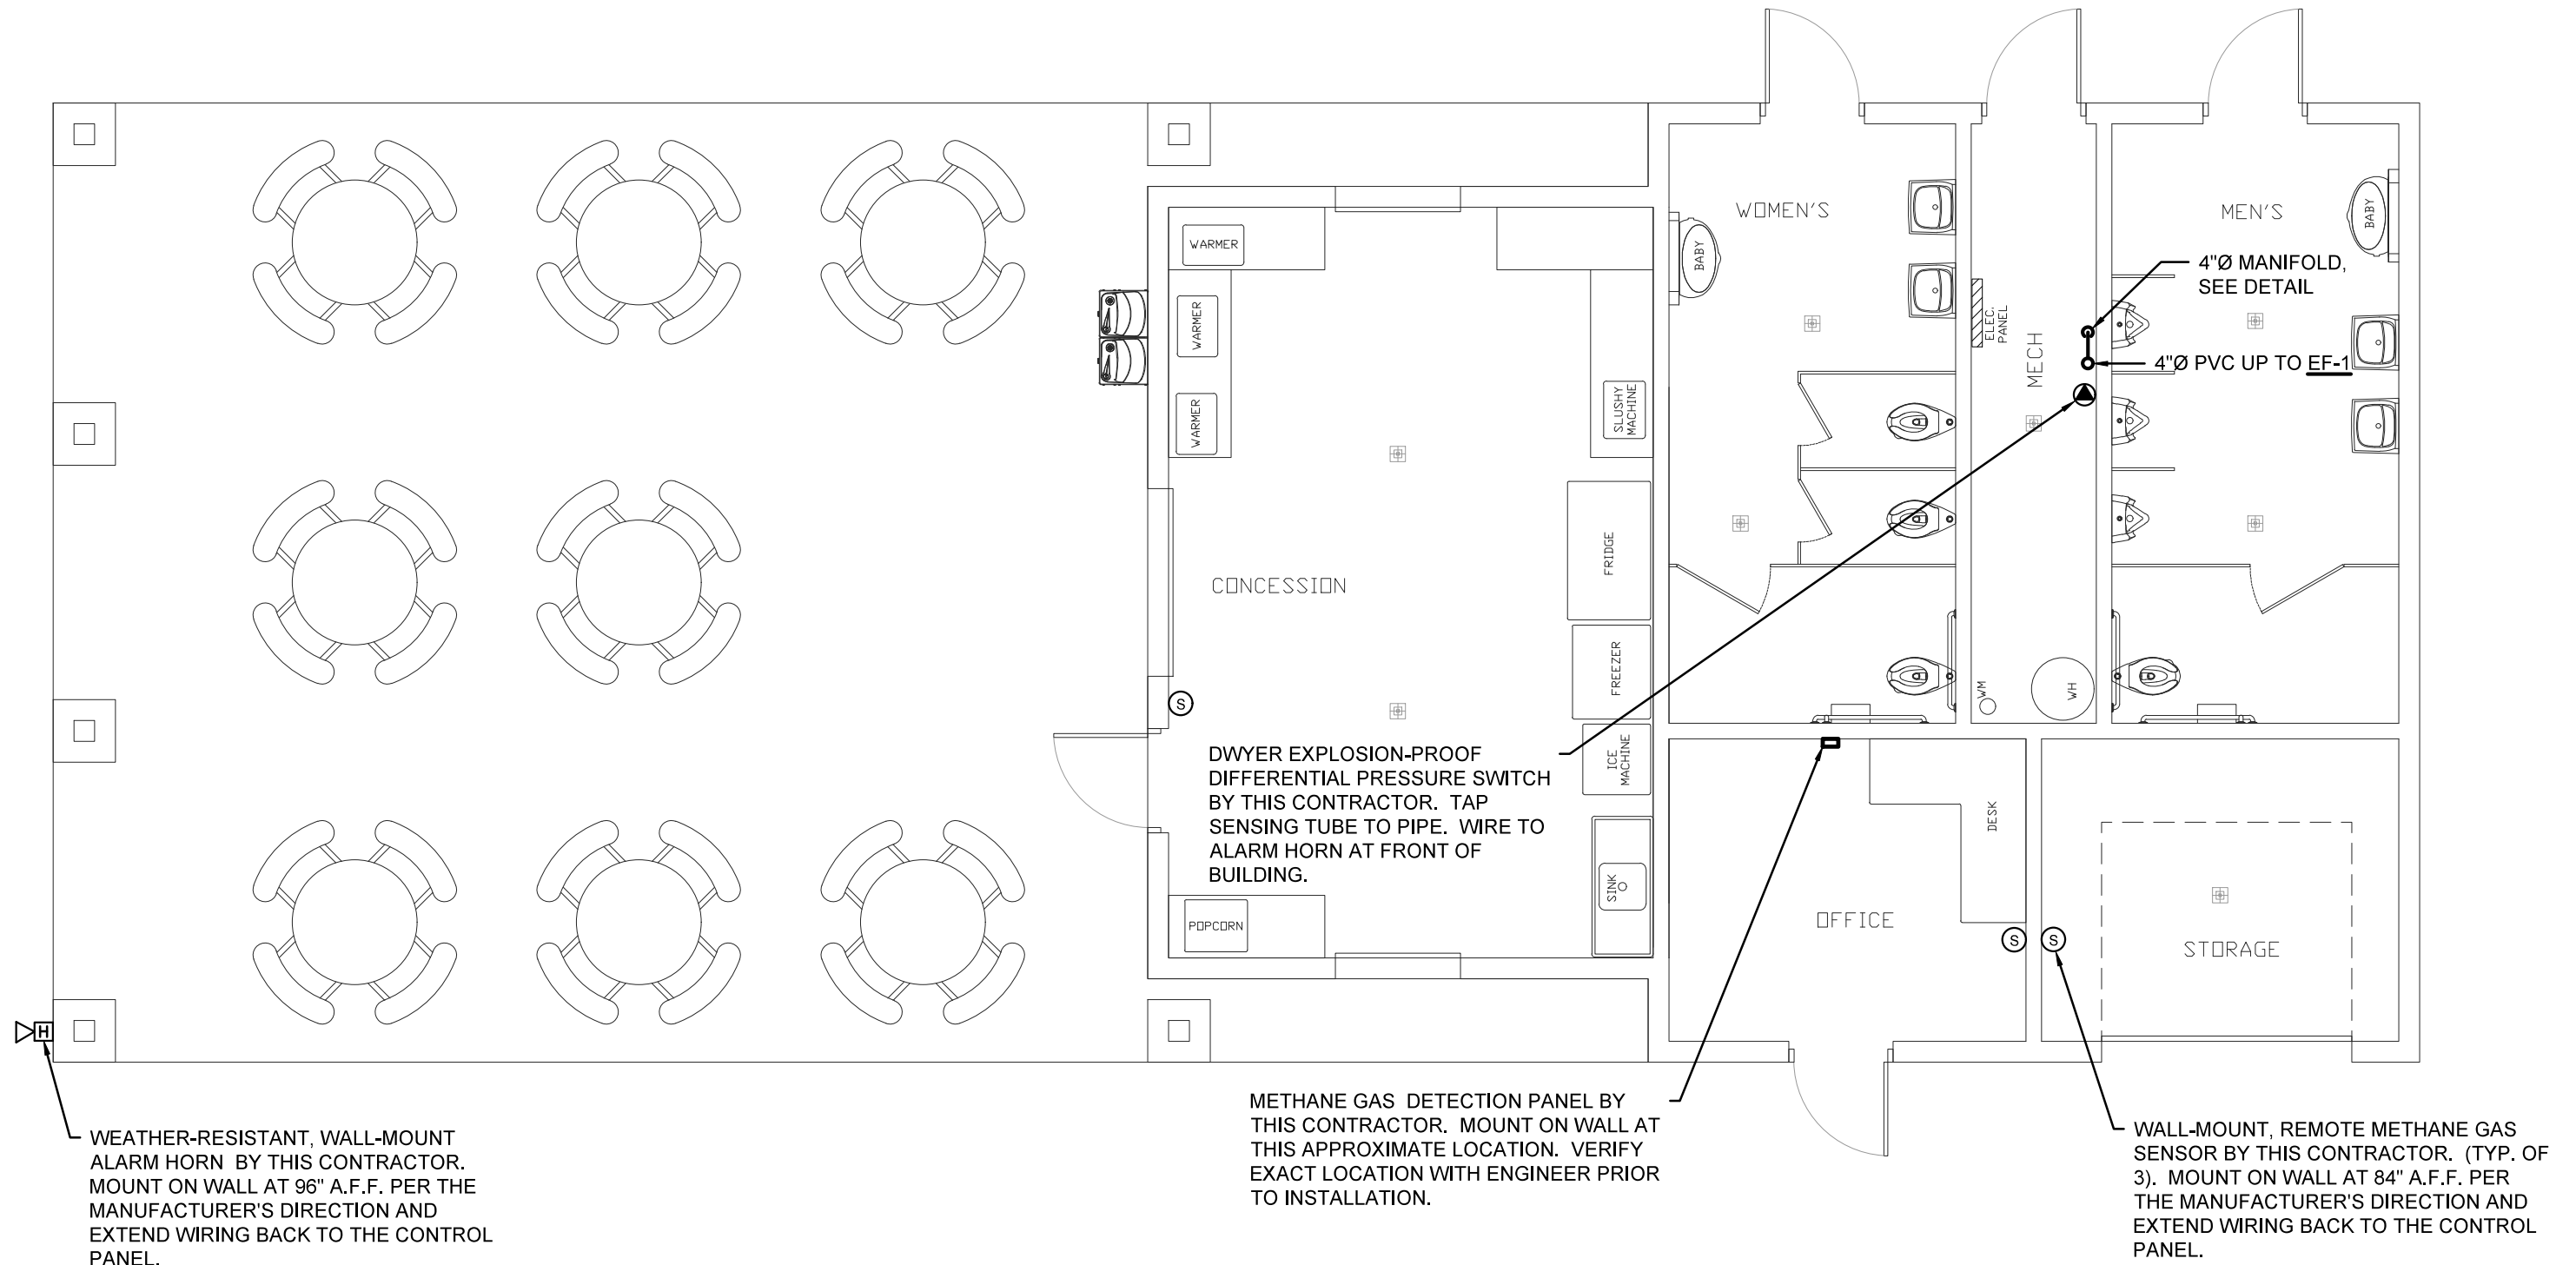 WOMEN'S
MEN'S
BABY
BABY
WARMER
WARMER
WARMER
4"Ø MANIFOLD,
SEE DETAIL
ELEC.
PANEL
MECH
4"Ø PVC UP TO EF-1
SLUSHY
MACHINE
FRIDGE
CONCESSION
FREEZER
WM
WH
S
DWYER EXPLOSION-PROOF
DIFFERENTIAL PRESSURE SWITCH
BY THIS CONTRACTOR. TAP
SENSING TUBE TO PIPE. WIRE TO
ALARM HORN AT FRONT OF
BUILDING.
ICE
MACHINE
DESK
SINK
POPCORN
OFFICE
S
S
STORAGE
H
WEATHER-RESISTANT, WALL-MOUNT
ALARM HORN BY THIS CONTRACTOR.
MOUNT ON WALL AT 96" A.F.F. PER THE
MANUFACTURER'S DIRECTION AND
EXTEND WIRING BACK TO THE CONTROL
PANEL.
METHANE GAS DETECTION PANEL BY
THIS CONTRACTOR. MOUNT ON WALL AT
THIS APPROXIMATE LOCATION. VERIFY
EXACT LOCATION WITH ENGINEER PRIOR
TO INSTALLATION.
WALL-MOUNT, REMOTE METHANE GAS
SENSOR BY THIS CONTRACTOR. (TYP. OF
3). MOUNT ON WALL AT 84" A.F.F. PER
THE MANUFACTURER'S DIRECTION AND
EXTEND WIRING BACK TO THE CONTROL
PANEL.